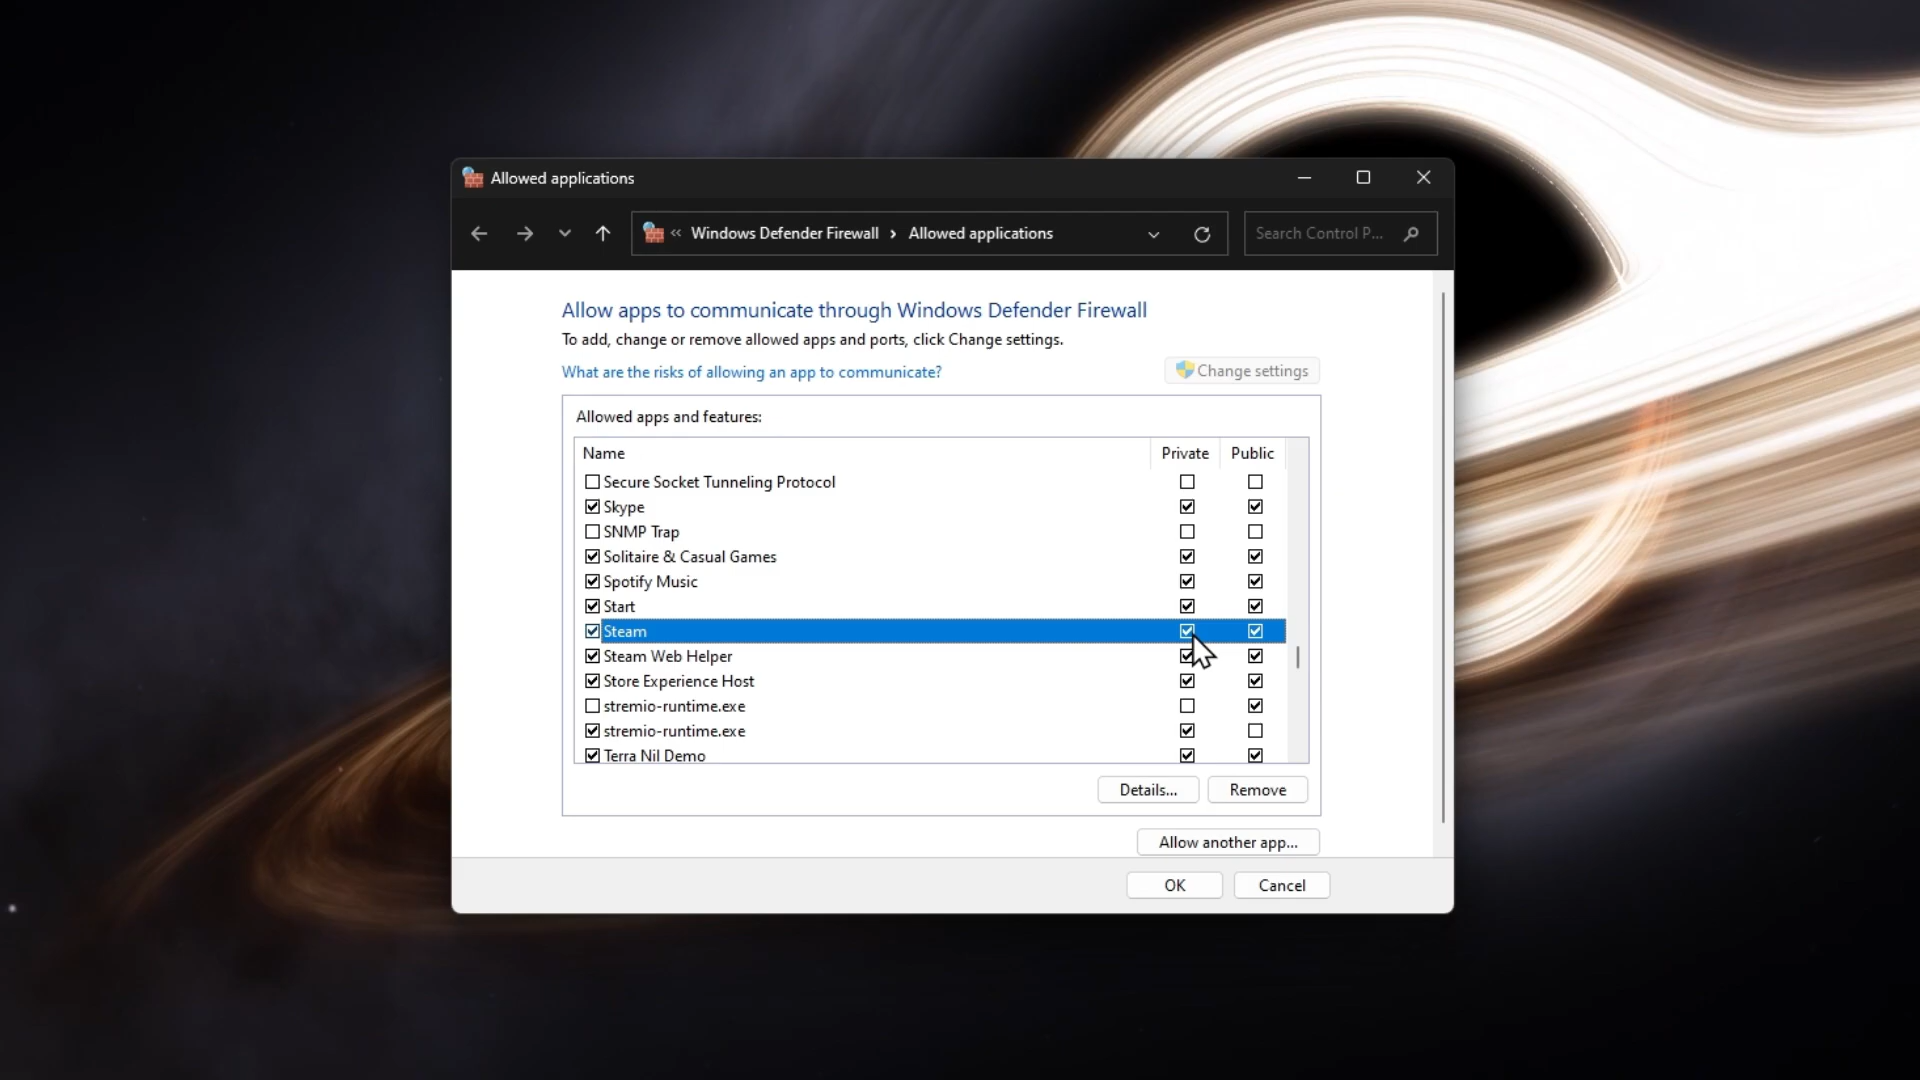 Allowed applications
« Windows Defender Firewall › Allowed applications
Search Control P...
Allow apps to communicate through Windows Defender Firewall
To add, change or remove allowed apps and ports, click Change settings.
What are the risks of allowing an app to communicate?
Change settings
Allowed apps and features:
Name Private Public
Secure Socket Tunneling Protocol
Skype
SNMP Trap
Solitaire & Casual Games
Spotify Music
Start
Steam
Steam Web Helper
Store Experience Host
stremio-runtime.exe
stremio-runtime.exe
Terra Nil Demo
Details... Remove
Allow another app...
OK Cancel